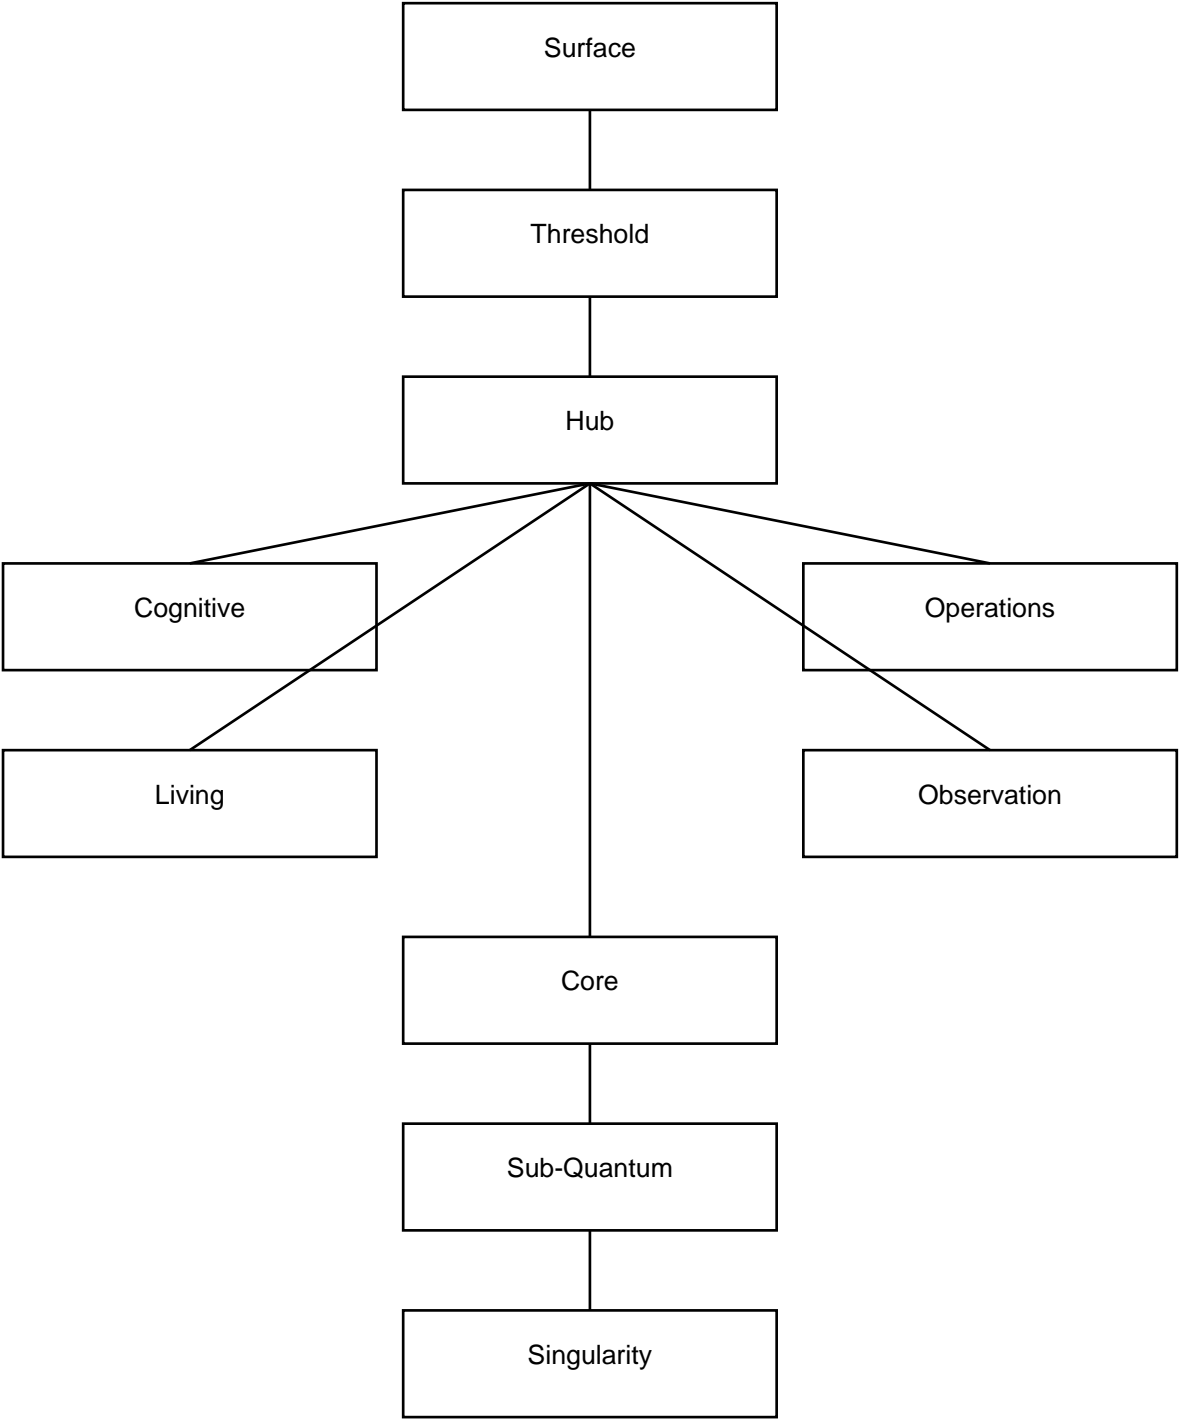 Surface
Threshold
Hub
Cognitive
Operations
Living
Observation
Core
Sub-Quantum
Singularity